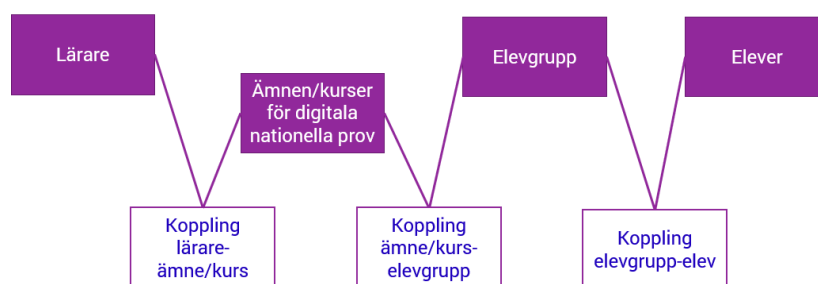 Lärare
Ämnen/kurser
för digitala
nationella prov
Elevgrupp
Elever
Koppling
lärare-
ämne/kurs
Koppling
ämne/kurs-
elevgrupp
Koppling
elevgrupp-elev